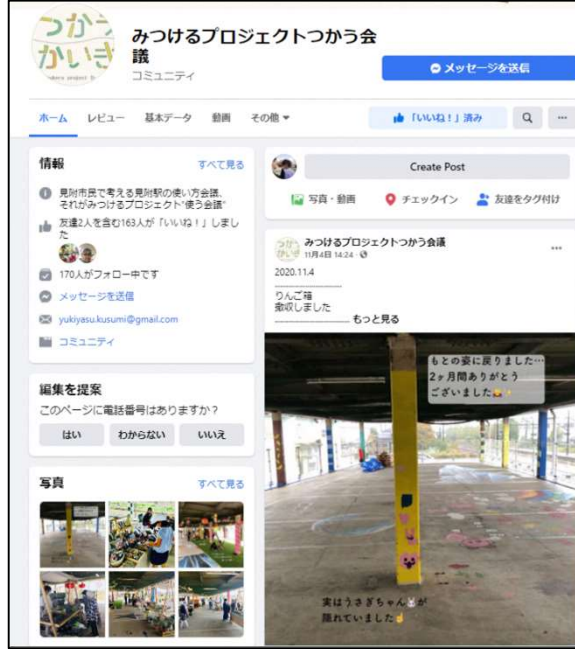 つかう
かいぎ
みつけるプロジェクトつかう会
議
コミュニティ
メッセージを送信
ホーム レビュー 基本データ 動画 その他
「いいね！」済み
情報 すべて見る
見附市民で考える見附駅の使い方会議、
それがみつけるプロジェクト"使う会議"
友達2人を含む163人が「いいね！」しまし
た
170人がフォロー中です
メッセージを送信
yukiyasu.kusumi@gmail.com
コミュニティ
編集を提案
このページに電話番号はありますか？
はい わからない いいえ
写真 すべて見る
Create Post
写真・動画 チェックイン 友達をタグ付け
みつけるプロジェクトつかう会議
11月4日 14:24
2020.11.4
りんご箱
撤収しました
もっと見る
もとの姿に戻りました…
2ヶ月間ありがとう
ございました
実はうさぎちゃん🐰が
隠れていました